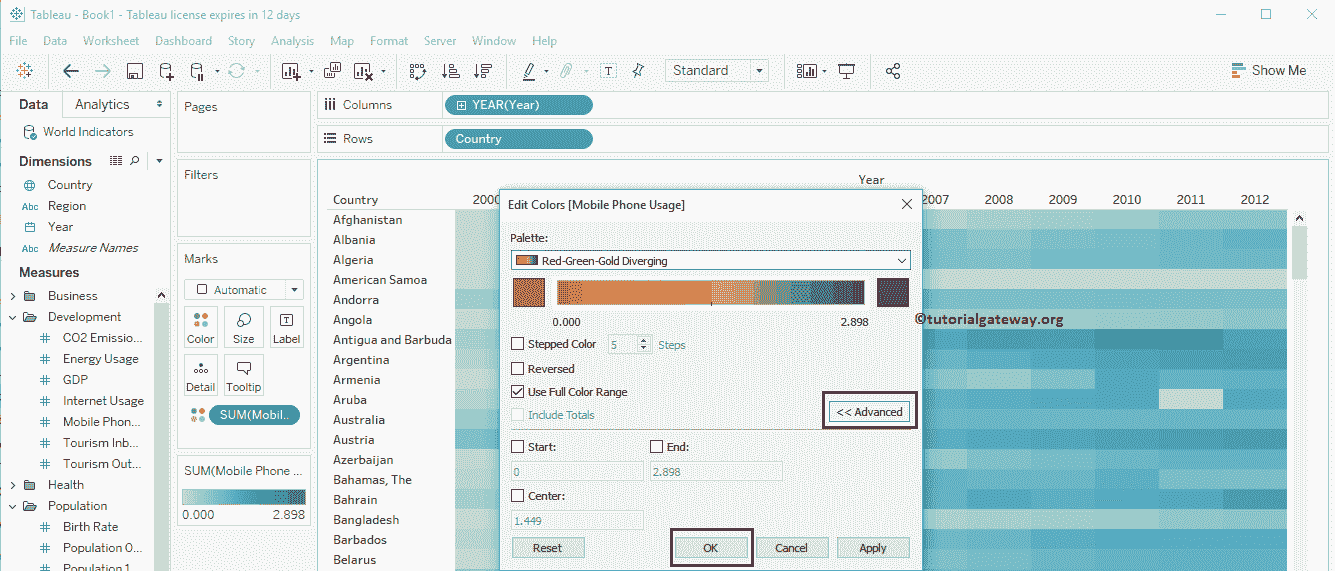 Tableau - Book1 - Tableau license expires in 12 days
File Data Worksheet Dashboard Story Analysis Map Format Server Window Help
Standard
Show Me
Data Analytics
World Indicators
Dimensions
Country
Abc Region
Year
Abc Measure Names
Measures
Business
Development
CO2 Emissio...
Energy Usage
GDP
Internet Usage
Mobile Phon...
Tourism Inb...
Tourism Out...
Health
Population
Birth Rate
Population 0...
Population 1
Pages
Filters
Marks
Automatic
Color Size Label
Detail Tooltip
SUM(Mobil..
SUM(Mobile Phone ...
0.000 2.898
Columns YEAR(Year)
Rows Country
Year
Country 2007 2008 2009 2010 2011 2012
Afghanistan
Albania
Algeria
American Samoa
Andorra
Angola
Antigua and Barbuda
Argentina
Armenia
Aruba
Australia
Austria
Azerbaijan
Bahamas, The
Bahrain
Bangladesh
Barbados
Belarus
Edit Colors [Mobile Phone Usage]
Palette:
Red-Green-Gold Diverging
0.000 2.898
Stepped Color 5 Steps
Reversed
Use Full Color Range
Include Totals
<< Advanced
Start: End:
0 2.898
Center:
1.449
Reset OK Cancel Apply
©tutorialgateway.org